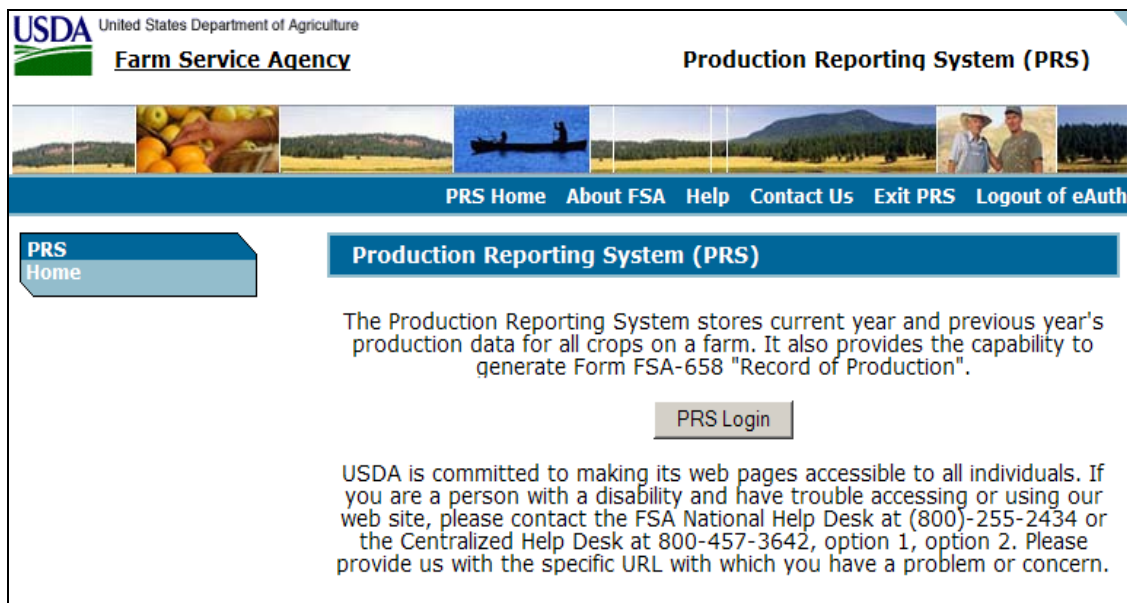 USDA United States Department of Agriculture
Farm Service Agency
Production Reporting System (PRS)
PRS Home About FSA Help Contact Us Exit PRS Logout of eAuth
PRS
Home
Production Reporting System (PRS)
The Production Reporting System stores current year and previous year's
production data for all crops on a farm. It also provides the capability to
generate Form FSA-658 "Record of Production".
PRS Login
USDA is committed to making its web pages accessible to all individuals. If
you are a person with a disability and have trouble accessing or using our
web site, please contact the FSA National Help Desk at (800)-255-2434 or
the Centralized Help Desk at 800-457-3642, option 1, option 2. Please
provide us with the specific URL with which you have a problem or concern.